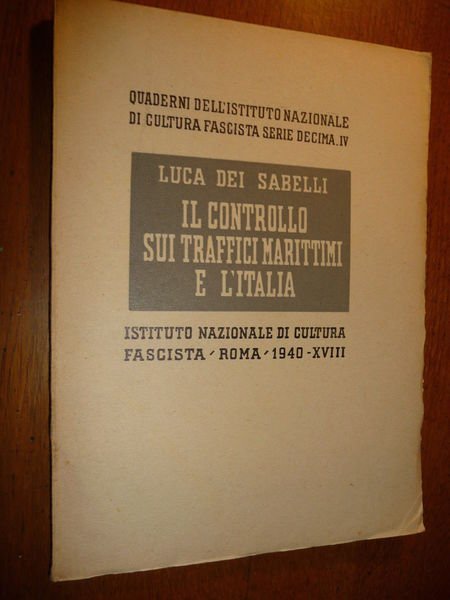 QUADERNI DELL'ISTITUTO NAZIONALE
DI CULTURA FASCISTA SERIE DECIMA.IV
LUCA DEI SABELLI
IL CONTROLLO
SUI TRAFFICI MARITTIMI
E L'ITALIA
ISTITUTO NAZIONALE DI CULTURA
FASCISTA - ROMA - 1940 - XVIII